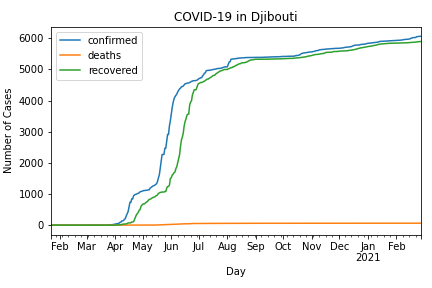 COVID-19 in Djibouti
confirmed
deaths
recovered
Number of Cases
6000
5000
4000
3000
2000
1000
0
Feb Mar Apr May Jun Jul Aug Sep Oct Nov Dec Jan Feb
2021
Day